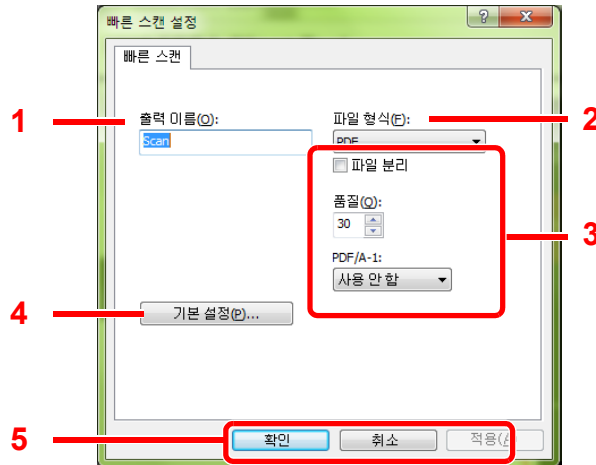 빠른 스캔 설정
빠른 스캔
1 출력 이름(O): 파일 형식(F): 2
Scan PDF
파일 분리
품질(Q):
30 3
PDF/A-1:
사용 안 함
4 기본 설정(P)...
5 확인 취소 적용(A